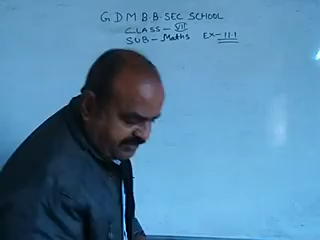 G D M B.B. SEC SCHOOL
CLASS - VII
SUB - Maths Ex- 11.1